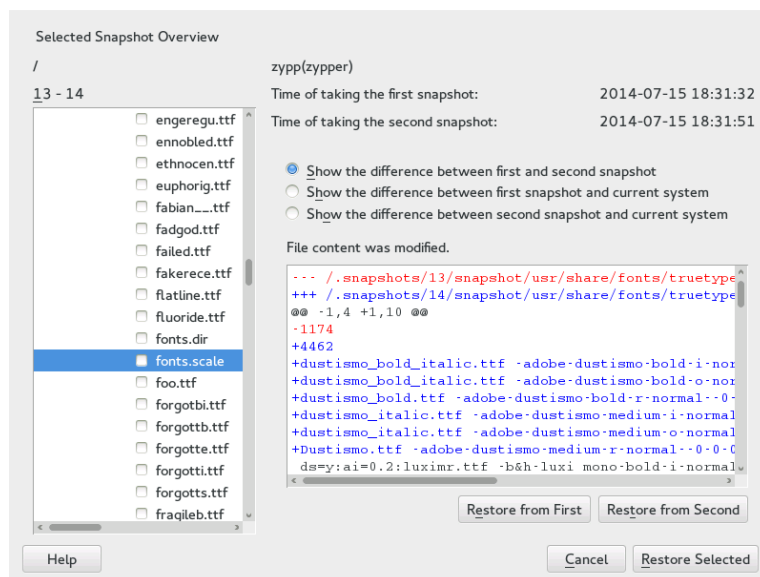 Selected Snapshot Overview
/
13 - 14
engeregu.ttf
ennobled.ttf
ethnocen.ttf
euphorig.ttf
fabian__.ttf
fadgod.ttf
failed.ttf
fakerece.ttf
flatline.ttf
fluoride.ttf
fonts.dir
fonts.scale
foo.ttf
forgotbi.ttf
forgottb.ttf
forgotte.ttf
forgotti.ttf
forgotts.ttf
fragileb.ttf
zypp(zypper)
Time of taking the first snapshot: 2014-07-15 18:31:32
Time of taking the second snapshot: 2014-07-15 18:31:51
Show the difference between first and second snapshot
Show the difference between first snapshot and current system
Show the difference between second snapshot and current system
File content was modified.
--- /.snapshots/13/snapshot/usr/share/fonts/truetype
+++ /.snapshots/14/snapshot/usr/share/fonts/truetype
@@ -1,4 +1,10 @@
-1174
+4462
+dustismo_bold_italic.ttf -adobe-dustismo-bold-i-nor
+dustismo_bold_italic.ttf -adobe-dustismo-bold-o-nor
+dustismo_bold.ttf -adobe-dustismo-bold-r-normal--0-
+dustismo_italic.ttf -adobe-dustismo-medium-i-normal
+dustismo_italic.ttf -adobe-dustismo-medium-o-normal
+Dustismo.ttf -adobe-dustismo-medium-r-normal--0-0-0
ds=y:ai=0.2:luximr.ttf -b&h-luxi mono-bold-i-normal
Restore from First Restore from Second
Help Cancel Restore Selected